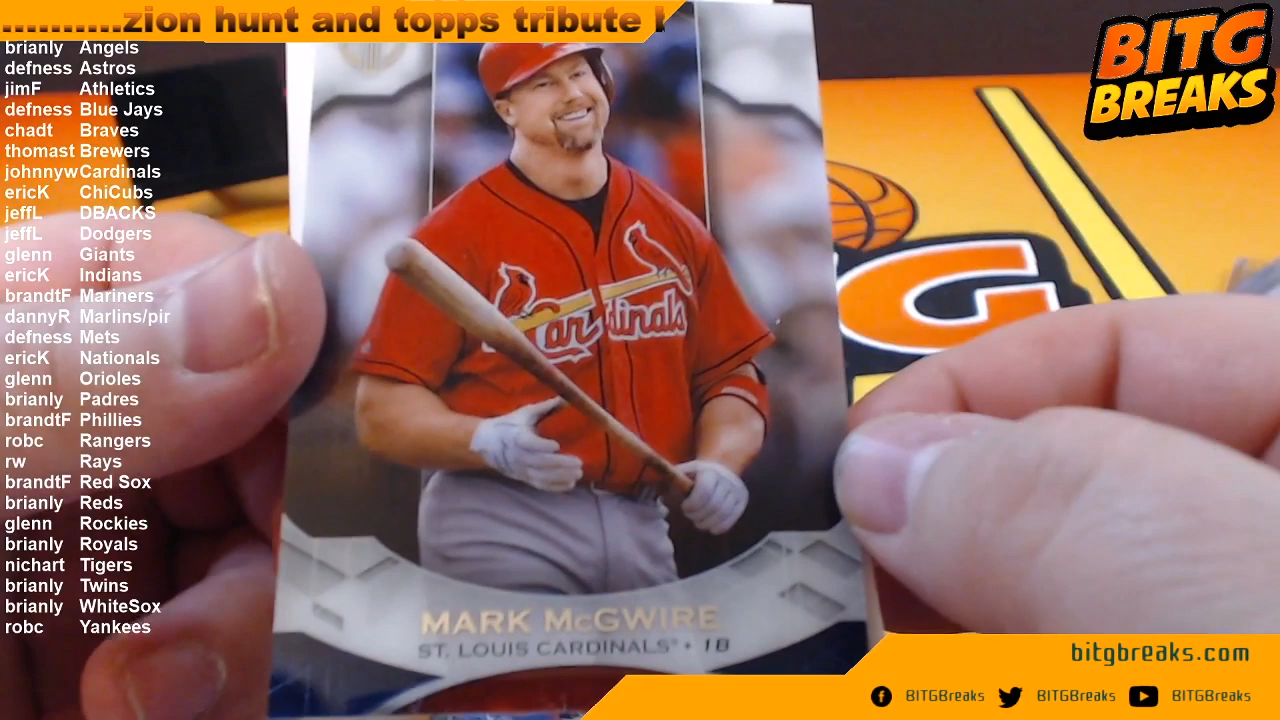 ...........zion hunt and topps tribute
BITG
BREAKS
brianly Angels
defness Astros
jimF Athletics
defness Blue Jays
chadt Braves
thomast Brewers
johnnyw Cardinals
ericK ChiCubs
jeffL DBACKS
jeffL Dodgers
glenn Giants
ericK Indians
brandtF Mariners
dannyR Marlins/pir
defness Mets
ericK Nationals
glenn Orioles
brianly Padres
brandtF Phillies
robc Rangers
rw Rays
brandtF Red Sox
brianly Reds
glenn Rockies
brianly Royals
nichart Tigers
brianly Twins
brianly WhiteSox
robc Yankees
Cardinals
G
MARK McGWIRE
ST. LOUIS CARDINALS • 1B
bitgbreaks.com
BITGBreaks BITGBreaks BITGBreaks